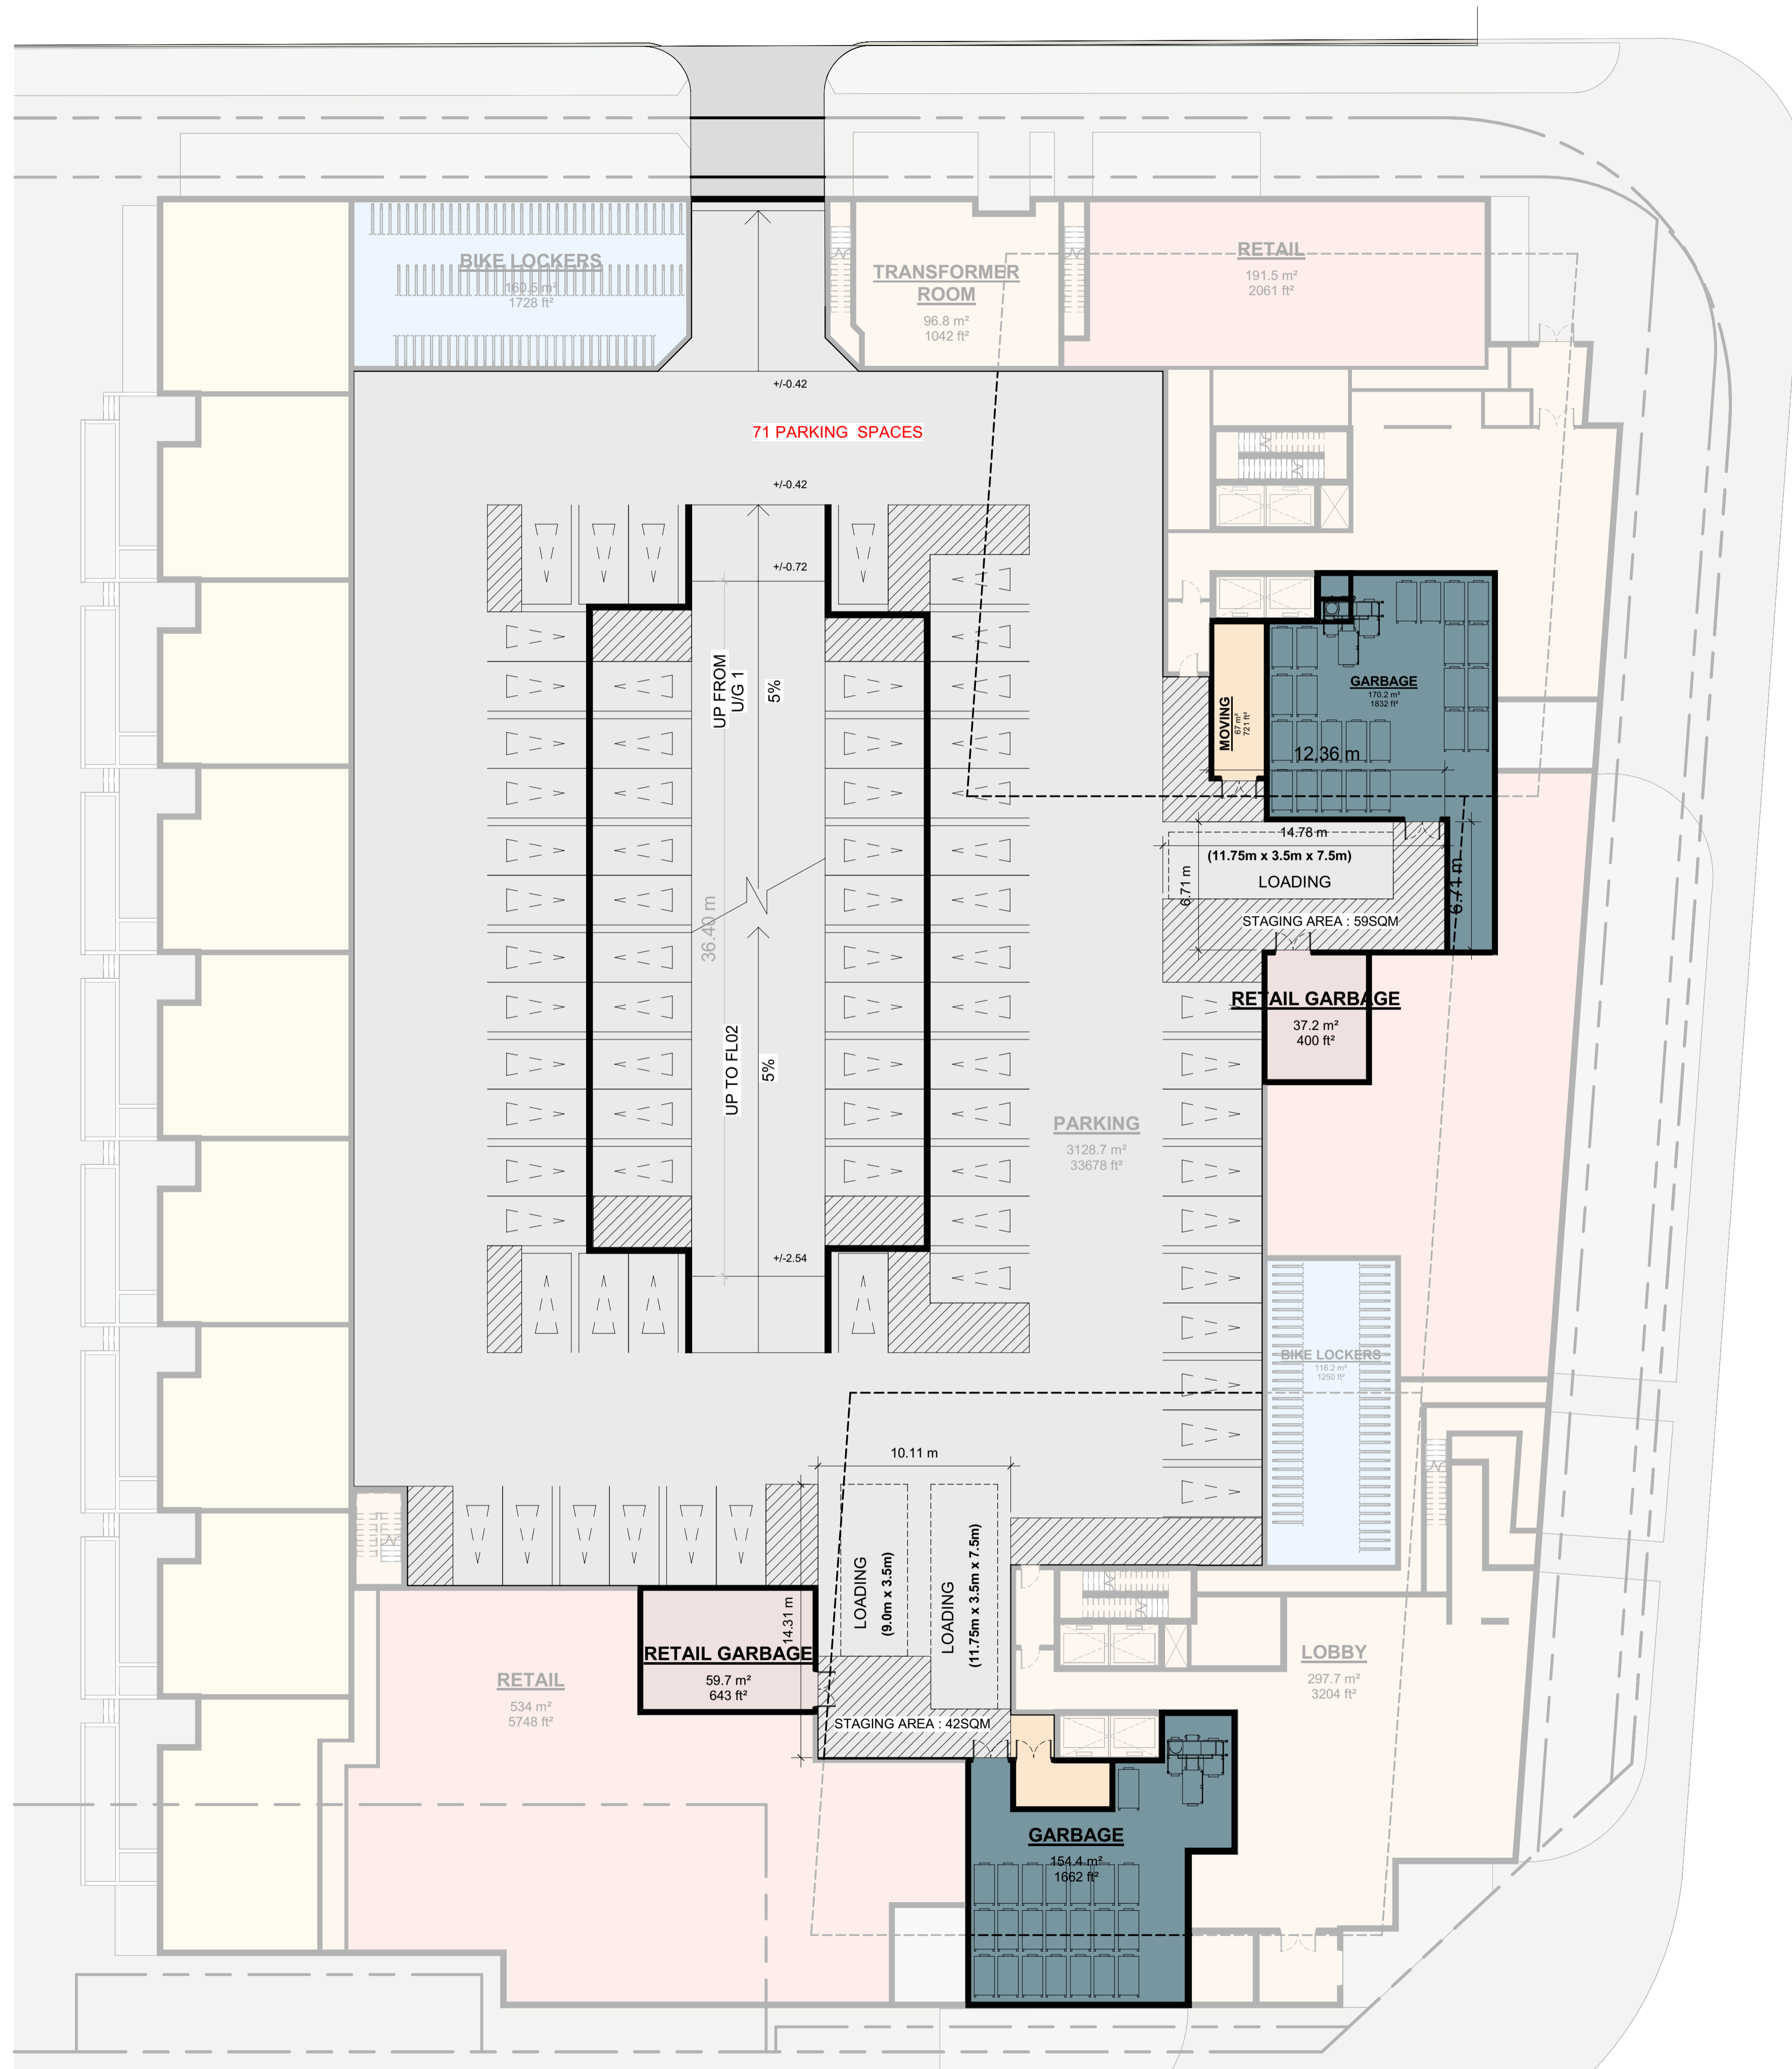 BIKE LOCKERS
160.5 m²
1728 ft²
TRANSFORMER
ROOM
96.8 m²
1042 ft²
RETAIL
191.5 m²
2061 ft²
+/-0.42
71 PARKING SPACES
+/-0.42
+/-0.72
UP FROM
U/G 1
5%
MOVING
67 m²
721 ft²
GARBAGE
170.2 m²
1832 ft²
12.36 m
14.78 m
(11.75m x 3.5m x 7.5m)
LOADING
6.71 m
6.71 m
STAGING AREA : 59SQM
36.40 m
RETAIL GARBAGE
37.2 m²
400 ft²
UP TO FL02
5%
PARKING
3128.7 m²
33678 ft²
+/-2.54
BIKE LOCKERS
116.2 m²
1250 ft²
10.11 m
LOADING
(9.0m x 3.5m)
LOADING
(11.75m x 3.5m x 7.5m)
14.31 m
RETAIL GARBAGE
59.7 m²
643 ft²
RETAIL
534 m²
5748 ft²
LOBBY
297.7 m²
3204 ft²
STAGING AREA : 42SQM
GARBAGE
154.4 m²
1662 ft²